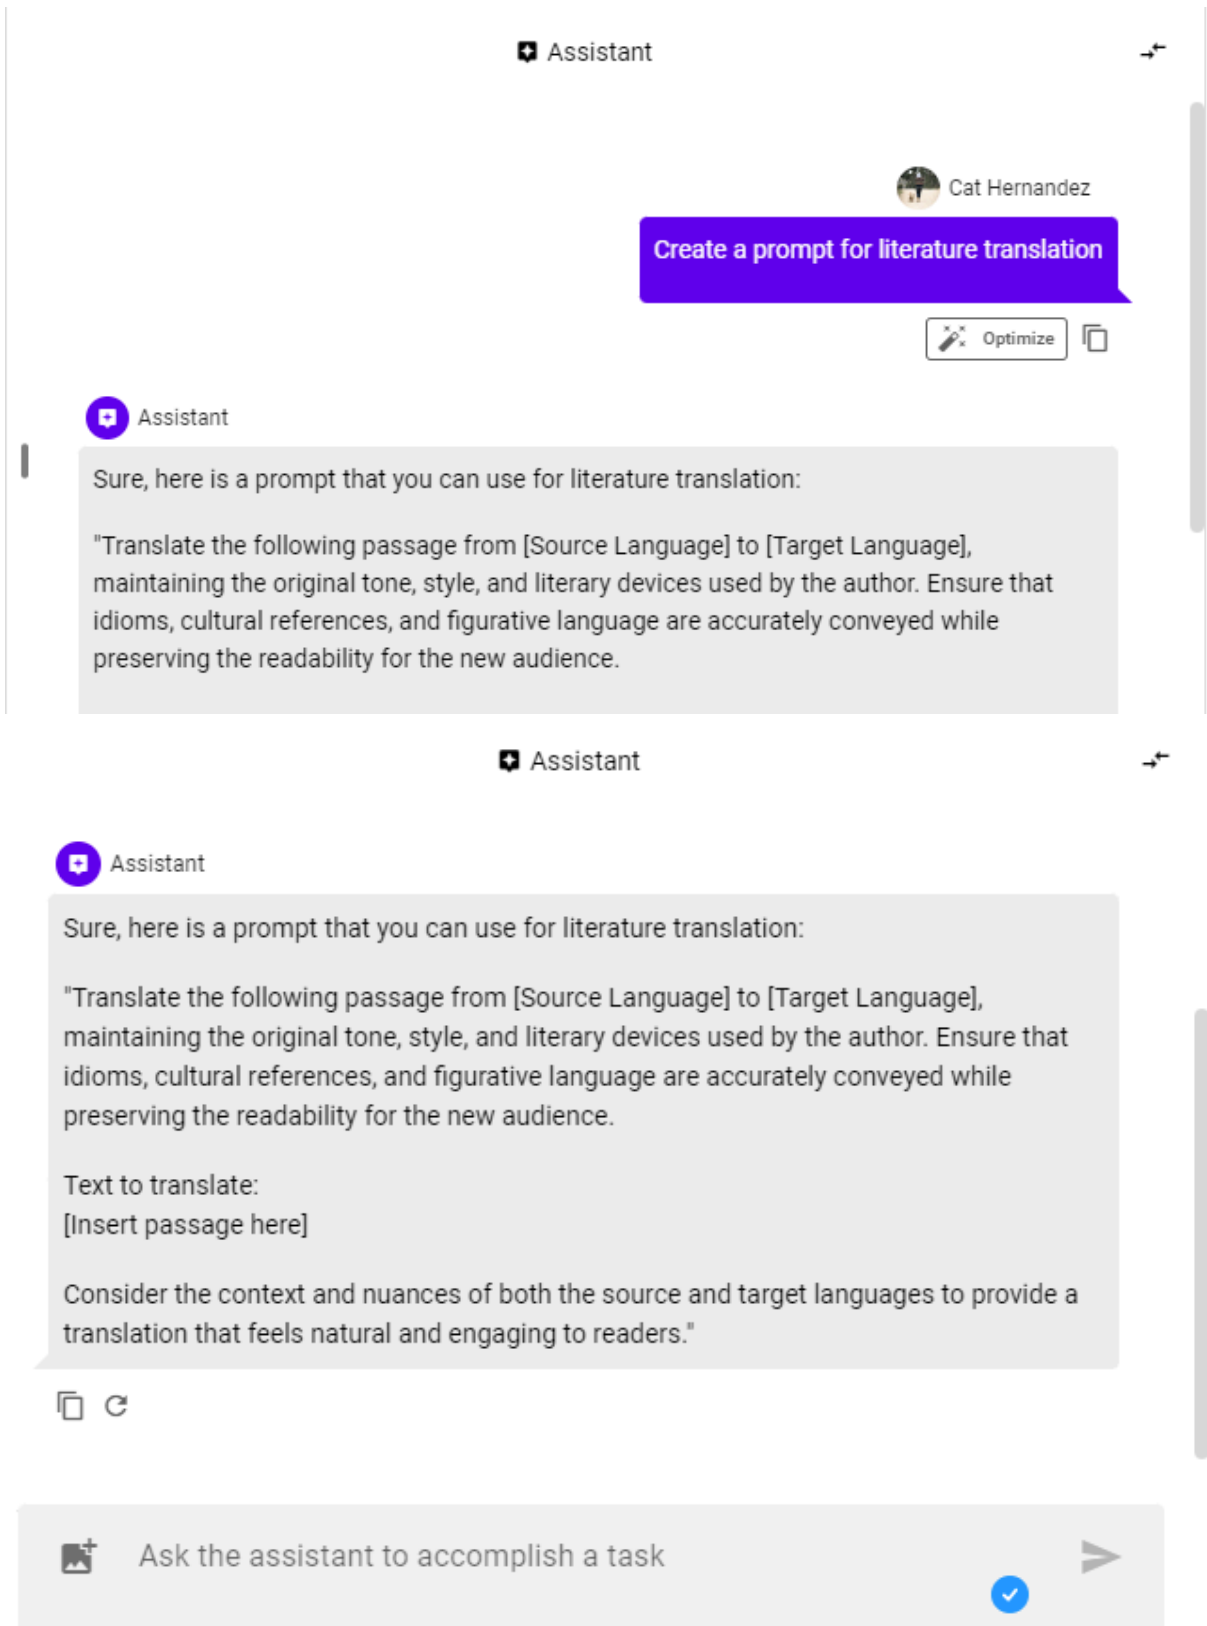 Assistant
Cat Hernandez
Create a prompt for literature translation
Optimize
Assistant
Sure, here is a prompt that you can use for literature translation:
"Translate the following passage from [Source Language] to [Target Language],
maintaining the original tone, style, and literary devices used by the author. Ensure that
idioms, cultural references, and figurative language are accurately conveyed while
preserving the readability for the new audience.
Assistant
Assistant
Sure, here is a prompt that you can use for literature translation:
"Translate the following passage from [Source Language] to [Target Language],
maintaining the original tone, style, and literary devices used by the author. Ensure that
idioms, cultural references, and figurative language are accurately conveyed while
preserving the readability for the new audience.
Text to translate:
[Insert passage here]
Consider the context and nuances of both the source and target languages to provide a
translation that feels natural and engaging to readers."
Ask the assistant to accomplish a task